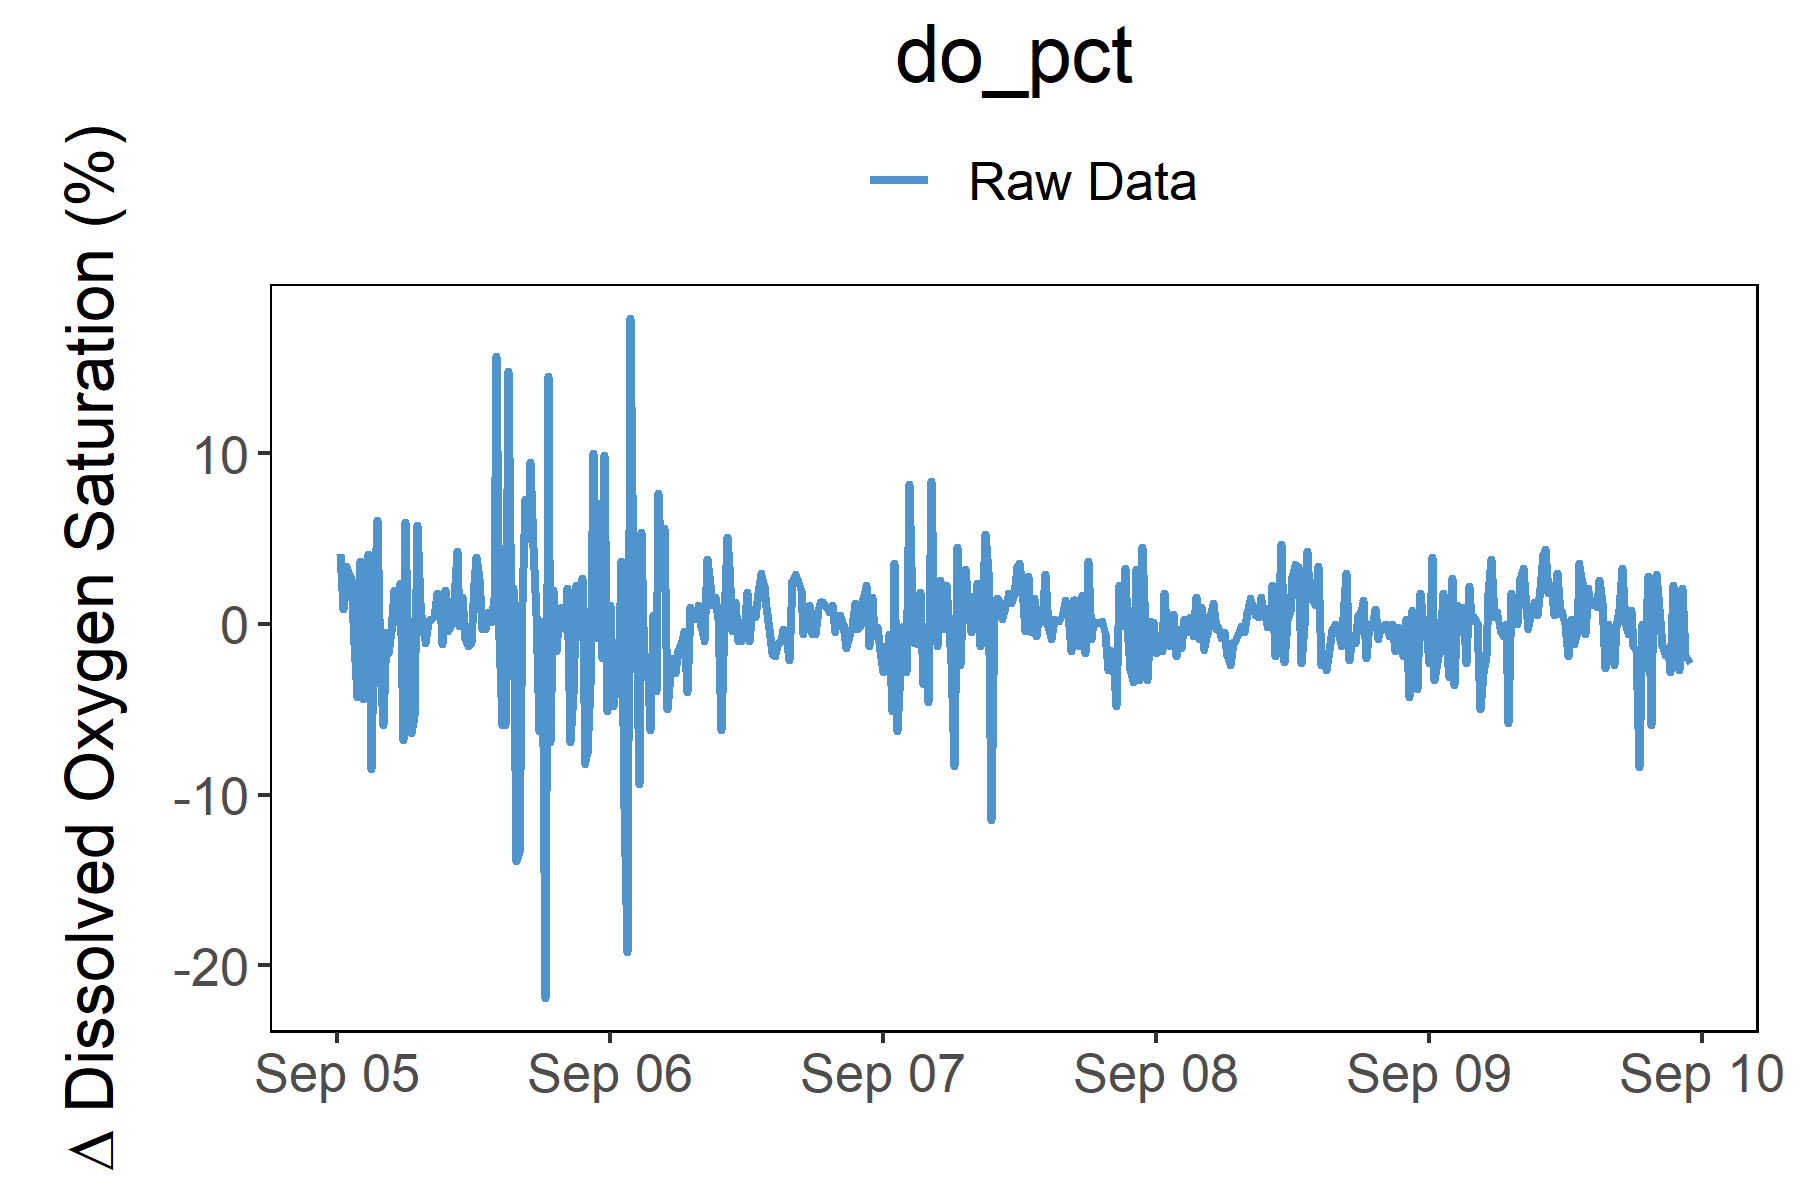 do_pct
Raw Data
Δ Dissolved Oxygen Saturation (%)
10
0
-10
-20
Sep 05
Sep 06
Sep 07
Sep 08
Sep 09
Sep 10